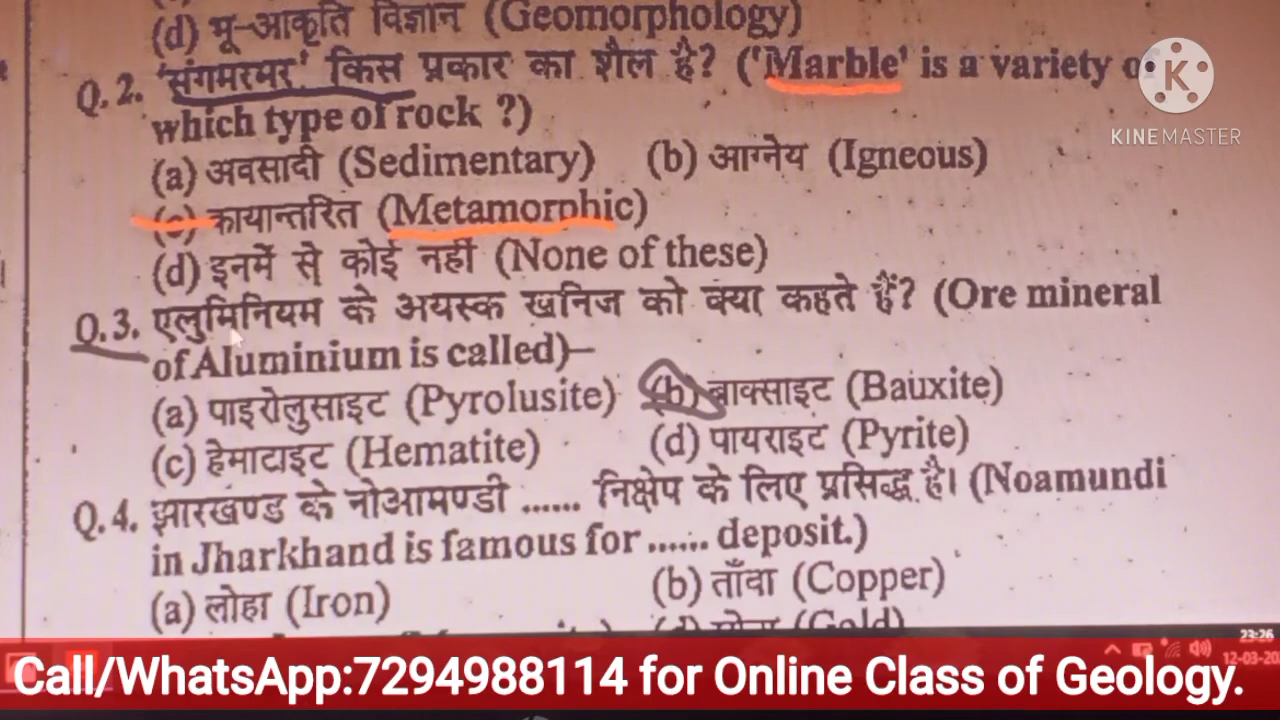 (d) भू-आकृति विज्ञान (Geomorphology)
Q. 2. 'संगमरमर' किस प्रकार का शैल है? ('Marble' is a variety of
which type of rock ?)
(a) अवसादी (Sedimentary) (b) आग्नेय (Igneous)
(c) कायान्तरित (Metamorphic)
(d) इनमें से कोई नहीं (None of these)
Q. 3. एलुमिनियम के अयस्क खनिज को क्या कहते हैं? (Ore mineral
of Aluminium is called)–
(a) पाइरोलुसाइट (Pyrolusite) (b) बाक्साइट (Bauxite)
(c) हेमाटाइट (Hematite) (d) पायराइट (Pyrite)
Q. 4. झारखण्ड के नोआमण्डी ...... निक्षेप के लिए प्रसिद्ध है। (Noamundi
in Jharkhand is famous for ...... deposit.)
(a) लोहा (Iron) (b) ताँबा (Copper)
(d) सोना (Gold)
K
KINEMASTER
23:26
Call/WhatsApp:7294988114 for Online Class of Geology.